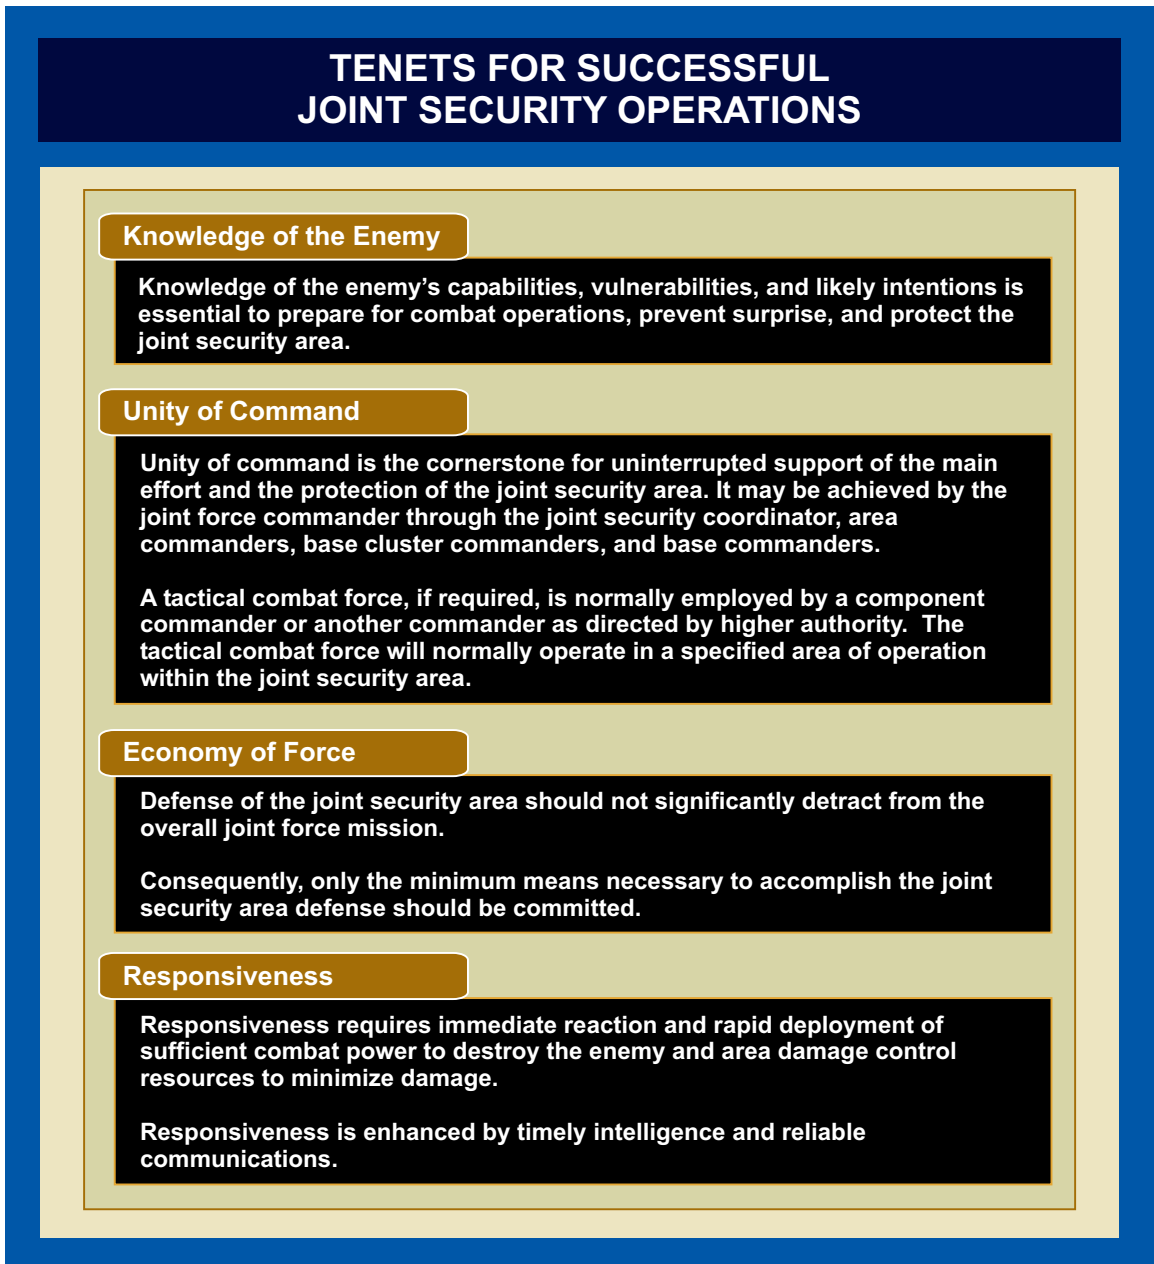 TENETS FOR SUCCESSFUL
JOINT SECURITY OPERATIONS
Knowledge of the Enemy
Knowledge of the enemy’s capabilities, vulnerabilities, and likely intentions is
essential to prepare for combat operations, prevent surprise, and protect the
joint security area.
Unity of Command
Unity of command is the cornerstone for uninterrupted support of the main
effort and the protection of the joint security area. It may be achieved by the
joint force commander through the joint security coordinator, area
commanders, base cluster commanders, and base commanders.
A tactical combat force, if required, is normally employed by a component
commander or another commander as directed by higher authority.  The
tactical combat force will normally operate in a specified area of operation
within the joint security area.
Economy of Force
Defense of the joint security area should not significantly detract from the
overall joint force mission.
Consequently, only the minimum means necessary to accomplish the joint
security area defense should be committed.
Responsiveness
Responsiveness requires immediate reaction and rapid deployment of
sufficient combat power to destroy the enemy and area damage control
resources to minimize damage.
Responsiveness is enhanced by timely intelligence and reliable
communications.